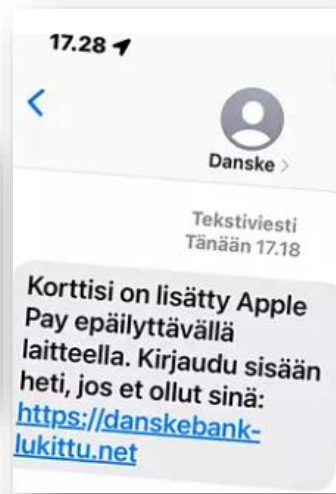 17.28
Danske >
Tekstiviesti
Tänään 17.18
Korttisi on lisätty Apple
Pay epäilyttävällä
laitteella. Kirjaudu sisään
heti, jos et ollut sinä:
https://danskebank-
lukittu.net